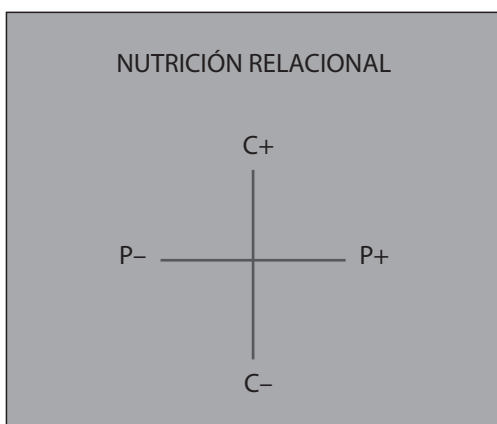 NUTRICIÓN RELACIONAL
C+
P– P+
C–